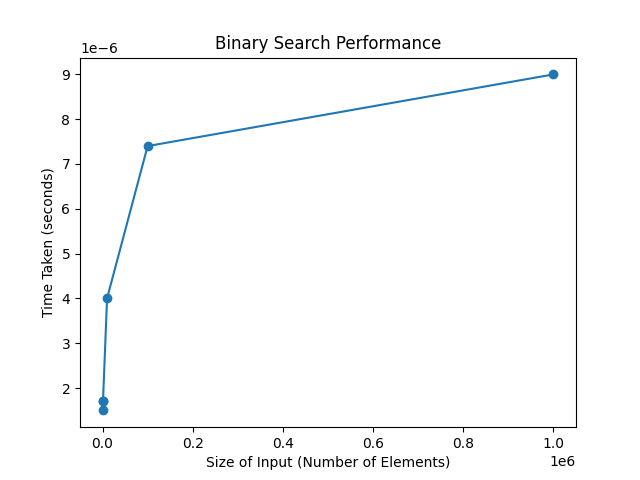 Binary Search Performance
1e−6
9
8
7
6
5
4
3
2
Time Taken (seconds)
0.0 0.2 0.4 0.6 0.8 1.0
Size of Input (Number of Elements)
1e6